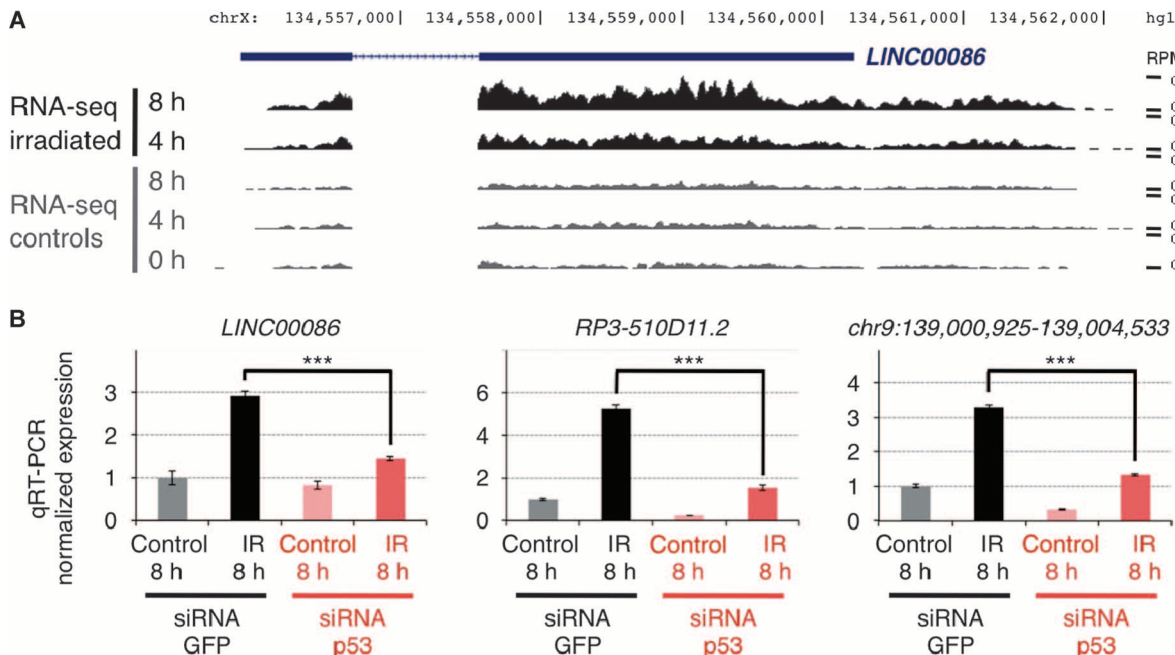 A chrX: 134,557,000| 134,558,000| 134,559,000| 134,560,000| 134,561,000| 134,562,000|
LINC00086
RNA-seq irradiated
8 h
4 h
RNA-seq controls
8 h
4 h
0 h
B
LINC00086
qRT-PCR
normalized expression
3
2
1
0
***
Control IR Control IR
8 h 8 h 8 h 8 h
siRNA siRNA
GFP p53
RP3-510D11.2
6
4
2
0
***
Control IR Control IR
8 h 8 h 8 h 8 h
siRNA siRNA
GFP p53
chr9:139,000,925-139,004,533
4
3
2
1
0
***
Control IR Control IR
8 h 8 h 8 h 8 h
siRNA siRNA
GFP p53